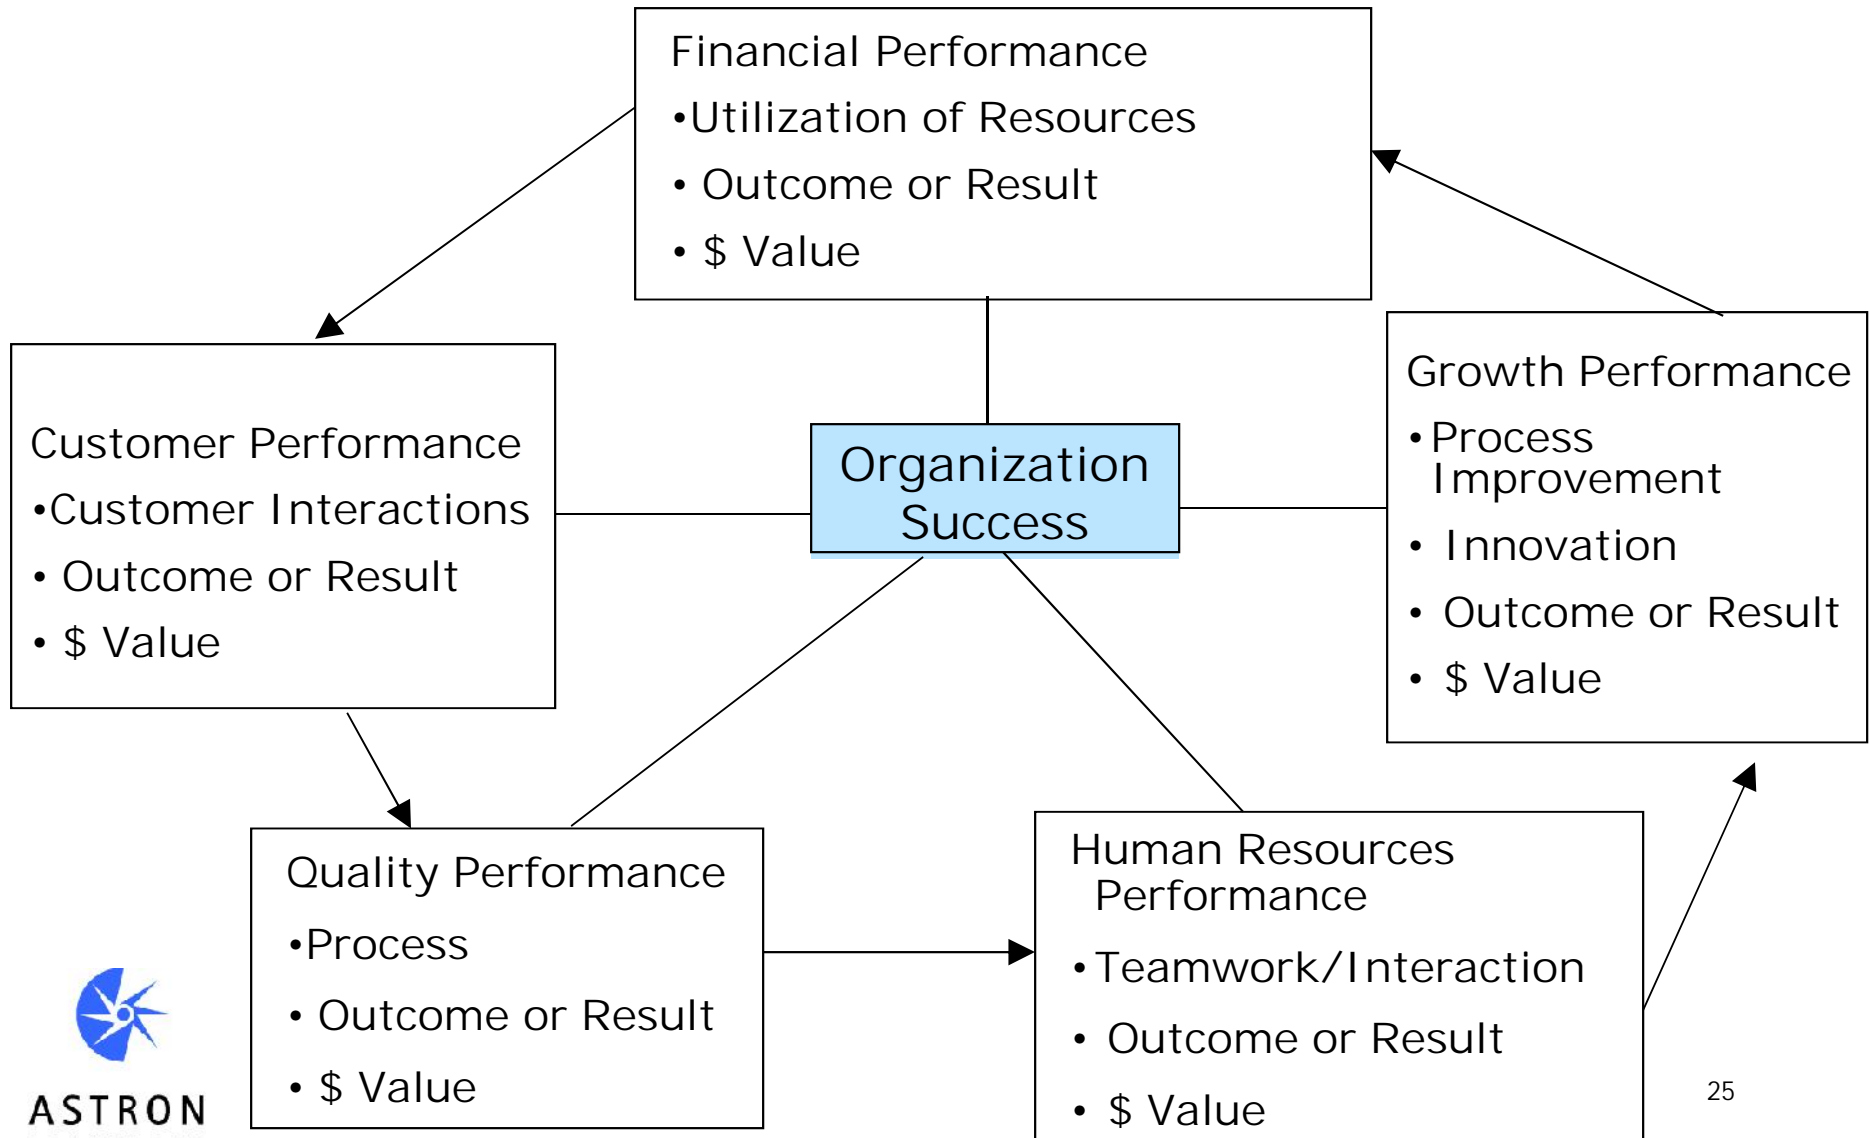 Financial Performance
•Utilization of Resources
• Outcome or Result
• $ Value
Customer Performance
•Customer Interactions
• Outcome or Result
• $ Value
Organization
Success
Growth Performance
•Process
Improvement
• Innovation
• Outcome or Result
• $ Value
Quality Performance
•Process
• Outcome or Result
• $ Value
Human Resources
Performance
•Teamwork/Interaction
• Outcome or Result
• $ Value
ASTRON
25